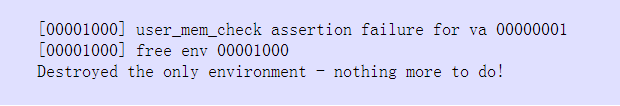 [00001000] user_mem_check assertion failure for va 00000001
[00001000] free env 00001000
Destroyed the only environment - nothing more to do!